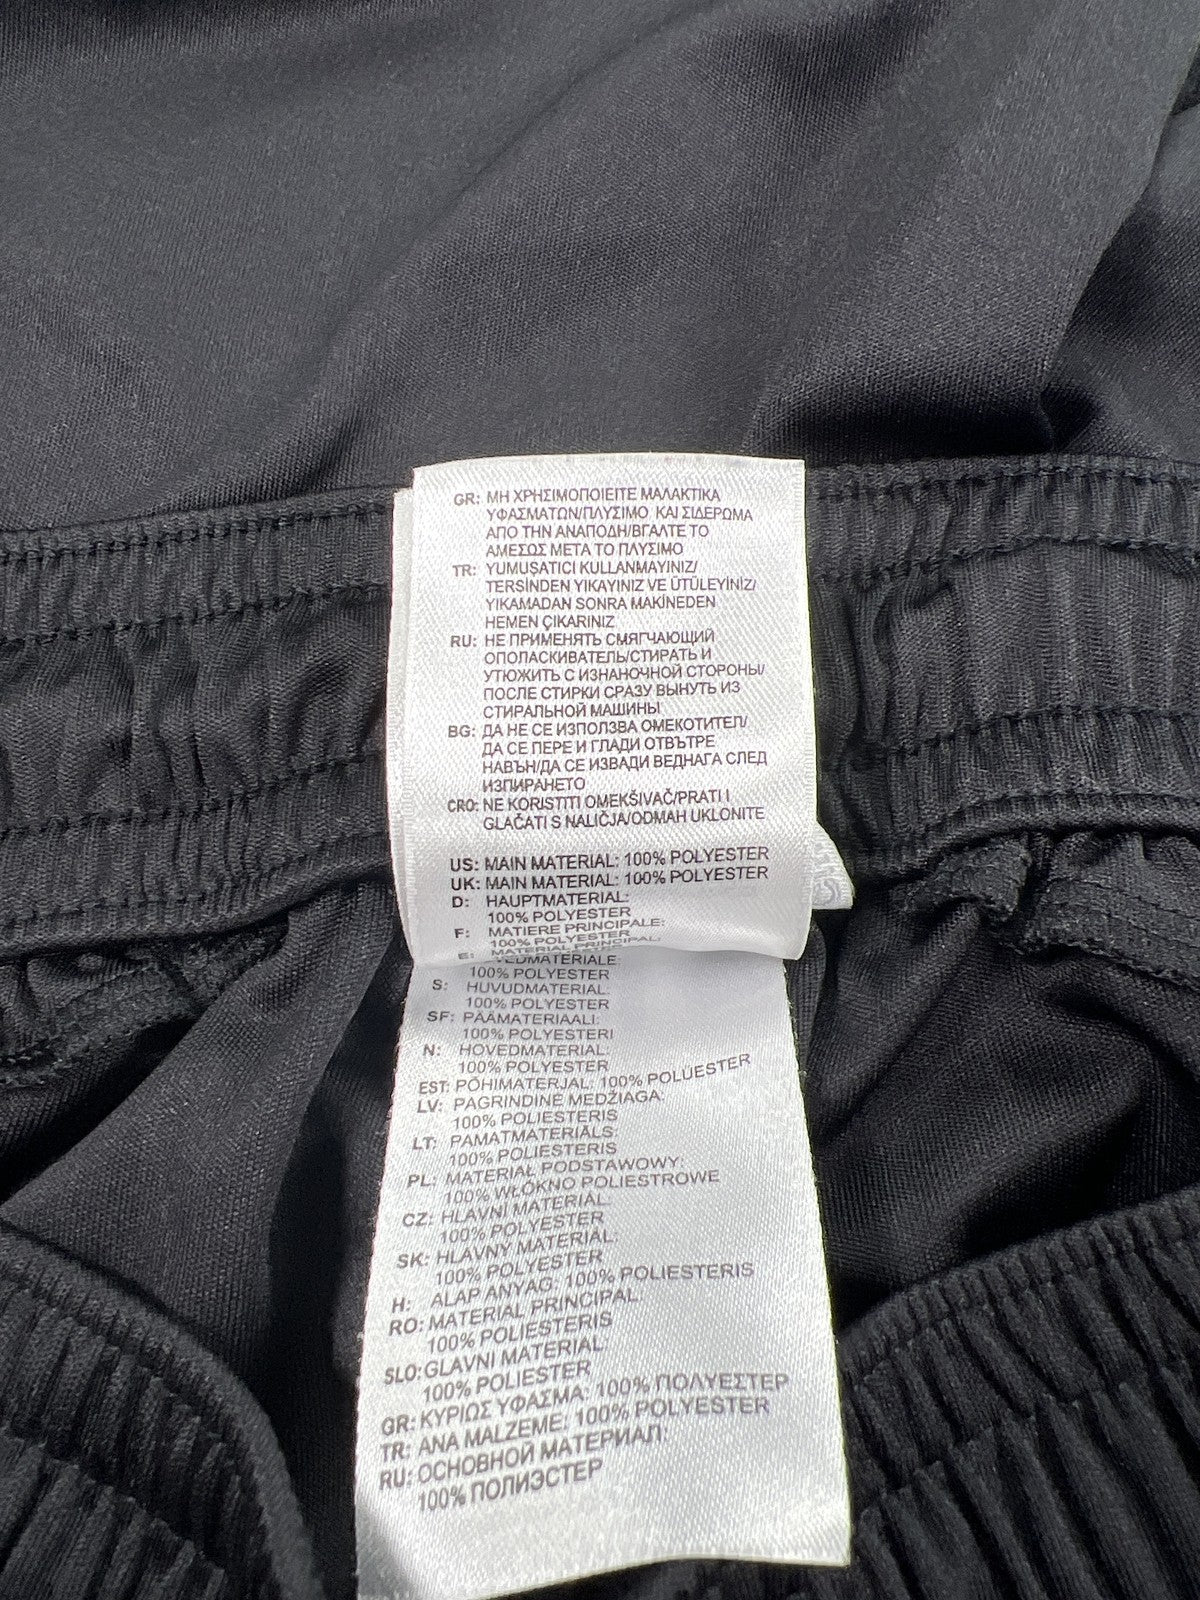 GR: ΜΗ ΧΡΗΣΙΜΟΠΟΙΕΙΤΕ ΜΑΛΑΚΤΙΚΑ
ΥΦΑΣΜΑΤΩΝ/ΠΛΥΣΙΜΟ ΚΑΙ ΣΙΔΕΡΩΜΑ
ΑΠΟ ΤΗΝ ΑΝΑΠΟΔΗ/ΒΓΑΛΤΕ ΤΟ
ΑΜΕΣΩΣ ΜΕΤΑ ΤΟ ΠΛΥΣΙΜΟ
TR: YUMUŞATICI KULLANMAYINIZ/
TERSİNDEN YIKAYINIZ VE ÜTÜLEYİNİZ/
YIKAMADAN SONRA MAKİNEDEN
HEMEN ÇIKARINIZ
RU: НЕ ПРИМЕНЯТЬ СМЯГЧАЮЩИЙ
ОПОЛАСКИВАТЕЛЬ/СТИРАТЬ И
УТЮЖИТЬ С ИЗНАНОЧНОЙ СТОРОНЫ/
ПОСЛЕ СТИРКИ СРАЗУ ВЫНУТЬ ИЗ
СТИРАЛЬНОЙ МАШИНЫ
BG: ДА НЕ СЕ ИЗПОЛЗВА ОМЕКОТИТЕЛ/
ДА СЕ ПЕРЕ И ГЛАДИ ОТВЪТРЕ
НАВЪН/ДА СЕ ИЗВАДИ ВЕДНАГА СЛЕД
ИЗПИРАНЕТО
CRO: NE KORISTITI OMEKŠIVAČ/PRATI I
GLAČATI S NALIČJA/ODMAH UKLONITE
US: MAIN MATERIAL: 100% POLYESTER
UK: MAIN MATERIAL: 100% POLYESTER
D: HAUPTMATERIAL:
100% POLYESTER
F: MATIERE PRINCIPALE:
100% POLYESTER
E: MATERIAL PRINCIPAL:
VEDMATERIALE:
100% POLYESTER
S: HUVUDMATERIAL:
100% POLYESTER
SF: PÄÄMATERIAALI:
100% POLYESTERI
N: HOVEDMATERIAL:
100% POLYESTER
EST: PÕHIMATERJAL: 100% POLÜESTER
LV: PAGRINDINĖ MEDŽIAGA:
100% POLIESTERIS
LT: PAMATMATERIĀLS:
100% POLIESTERIS
PL: MATERIAŁ PODSTAWOWY:
100% WŁÓKNO POLIESTROWE
CZ: HLAVNÍ MATERIÁL:
100% POLYESTER
SK: HLAVNÝ MATERIÁL:
100% POLYESTER
H: ALAP ANYAG: 100% POLIESTERIS
RO: MATERIAL PRINCIPAL:
100% POLIESTERIS
SLO: GLAVNI MATERIAL:
100% POLIESTER
GR: ΚΥΡΙΩΣ ΥΦΑΣΜΑ: 100% ΠΟΛΥΕΣΤΕΡ
TR: ANA MALZEME: 100% POLYESTER
RU: ОСНОВНОЙ МАТЕРИАЛ:
100% ПОЛИЭСТЕР